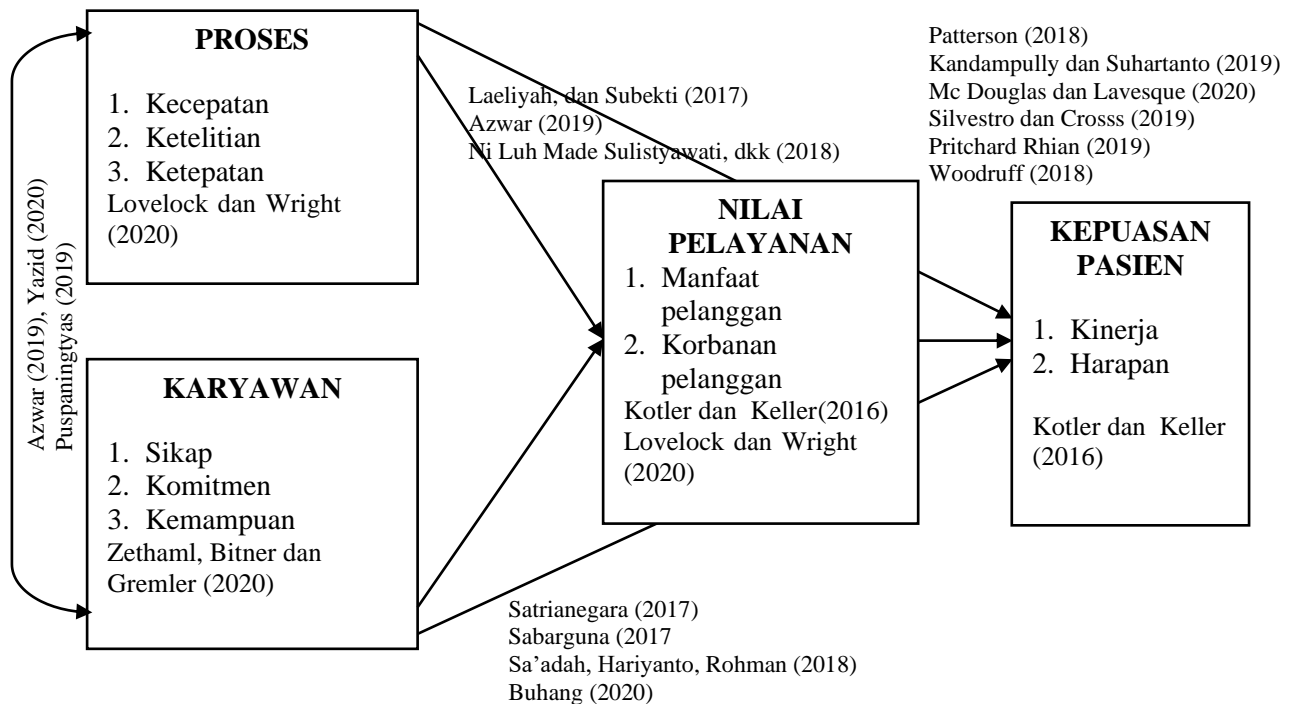 PROSES
1. Kecepatan
2. Ketelitian
3. Ketepatan
Lovelock dan Wright
(2020)
Azwar (2019), Yazid (2020)
Puspaningtyas (2019)
KARYAWAN
1. Sikap
2. Komitmen
3. Kemampuan
Zethaml, Bitner dan
Gremler (2020)
Laeliyah, dan Subekti (2017)
Azwar (2019)
Ni Luh Made Sulistyawati, dkk (2018)
NILAI
PELAYANAN
1. Manfaat
pelanggan
2. Korbanan
pelanggan
Kotler dan Keller(2016)
Lovelock dan Wright
(2020)
Satrianegara (2017)
Sabarguna (2017
Sa’adah, Hariyanto, Rohman (2018)
Buhang (2020)
Patterson (2018)
Kandampully dan Suhartanto (2019)
Mc Douglas dan Lavesque (2020)
Silvestro dan Crosss (2019)
Pritchard Rhian (2019)
Woodruff (2018)
KEPUASAN
PASIEN
1. Kinerja
2. Harapan
Kotler dan Keller
(2016)